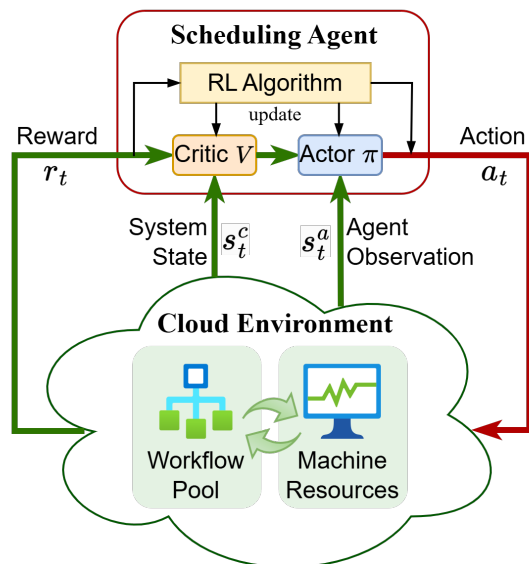 Scheduling Agent
RL Algorithm
update
Reward
r_t
Critic V
Actor π
Action
a_t
System
State
s_t^c
s_t^a
Agent
Observation
Cloud Environment
Workflow
Pool
Machine
Resources